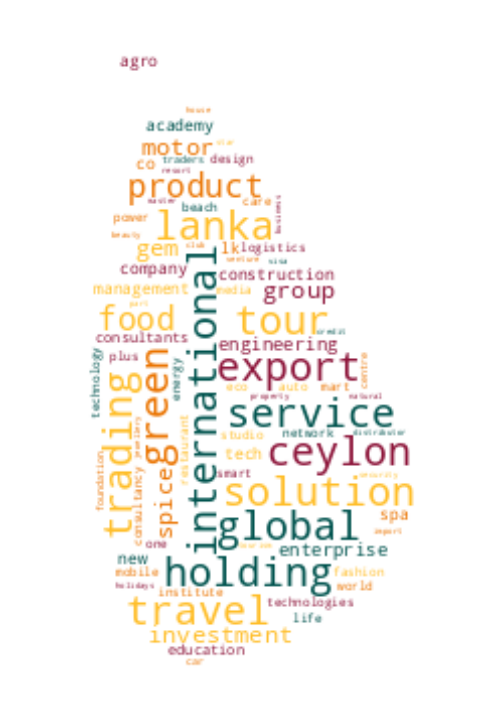 agro
house
academy
star
motor
traders design
co
resort
product
master
care
business
beach
power
lanka
beauty
gem
club
lk
logistics
venture
visa
company
construction
management
media
group
part
food
tour
credit
consultants
engineering
international
plus
export
centre
technology
green
energy
eco
auto
mart
property
natural
trading
service
jewellery
restaurant
studio
network
distributor
ceylon
tech
foundation
consultancy
spice
smart
security
solution
global
spa
import
one
enterprise
new
holding
mobile
fashion
holidays
world
institute
travel
technologies
life
investment
education
car